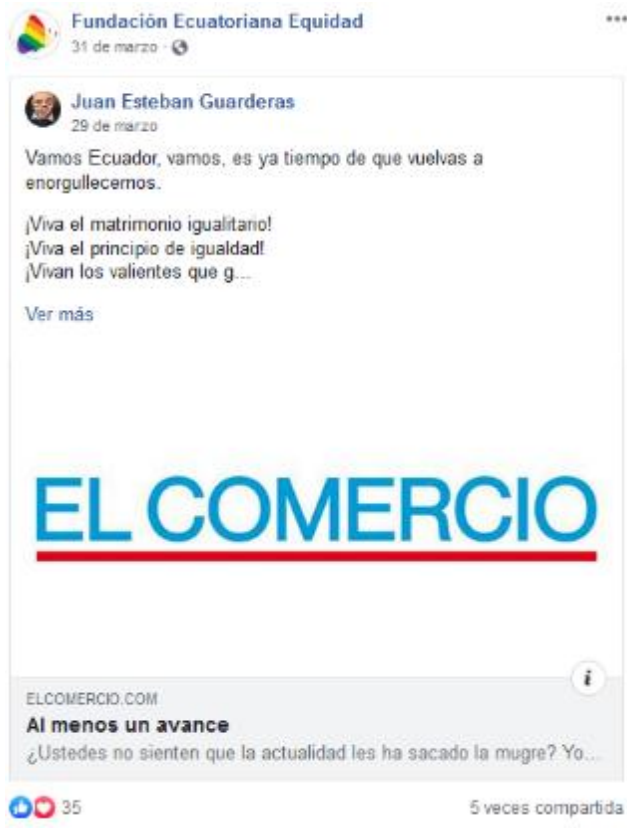 Fundación Ecuatoriana Equidad
31 de marzo ·
Juan Esteban Guarderas
29 de marzo
Vamos Ecuador, vamos, es ya tiempo de que vuelvas a
enorgullecernos.
¡Viva el matrimonio igualitario!
¡Viva el principio de igualdad!
¡Vivan los valientes que g...
Ver más
EL COMERCIO
i
ELCOMERCIO.COM
Al menos un avance
¿Ustedes no sienten que la actualidad les ha sacado la mugre? Yo...
35
5 veces compartida